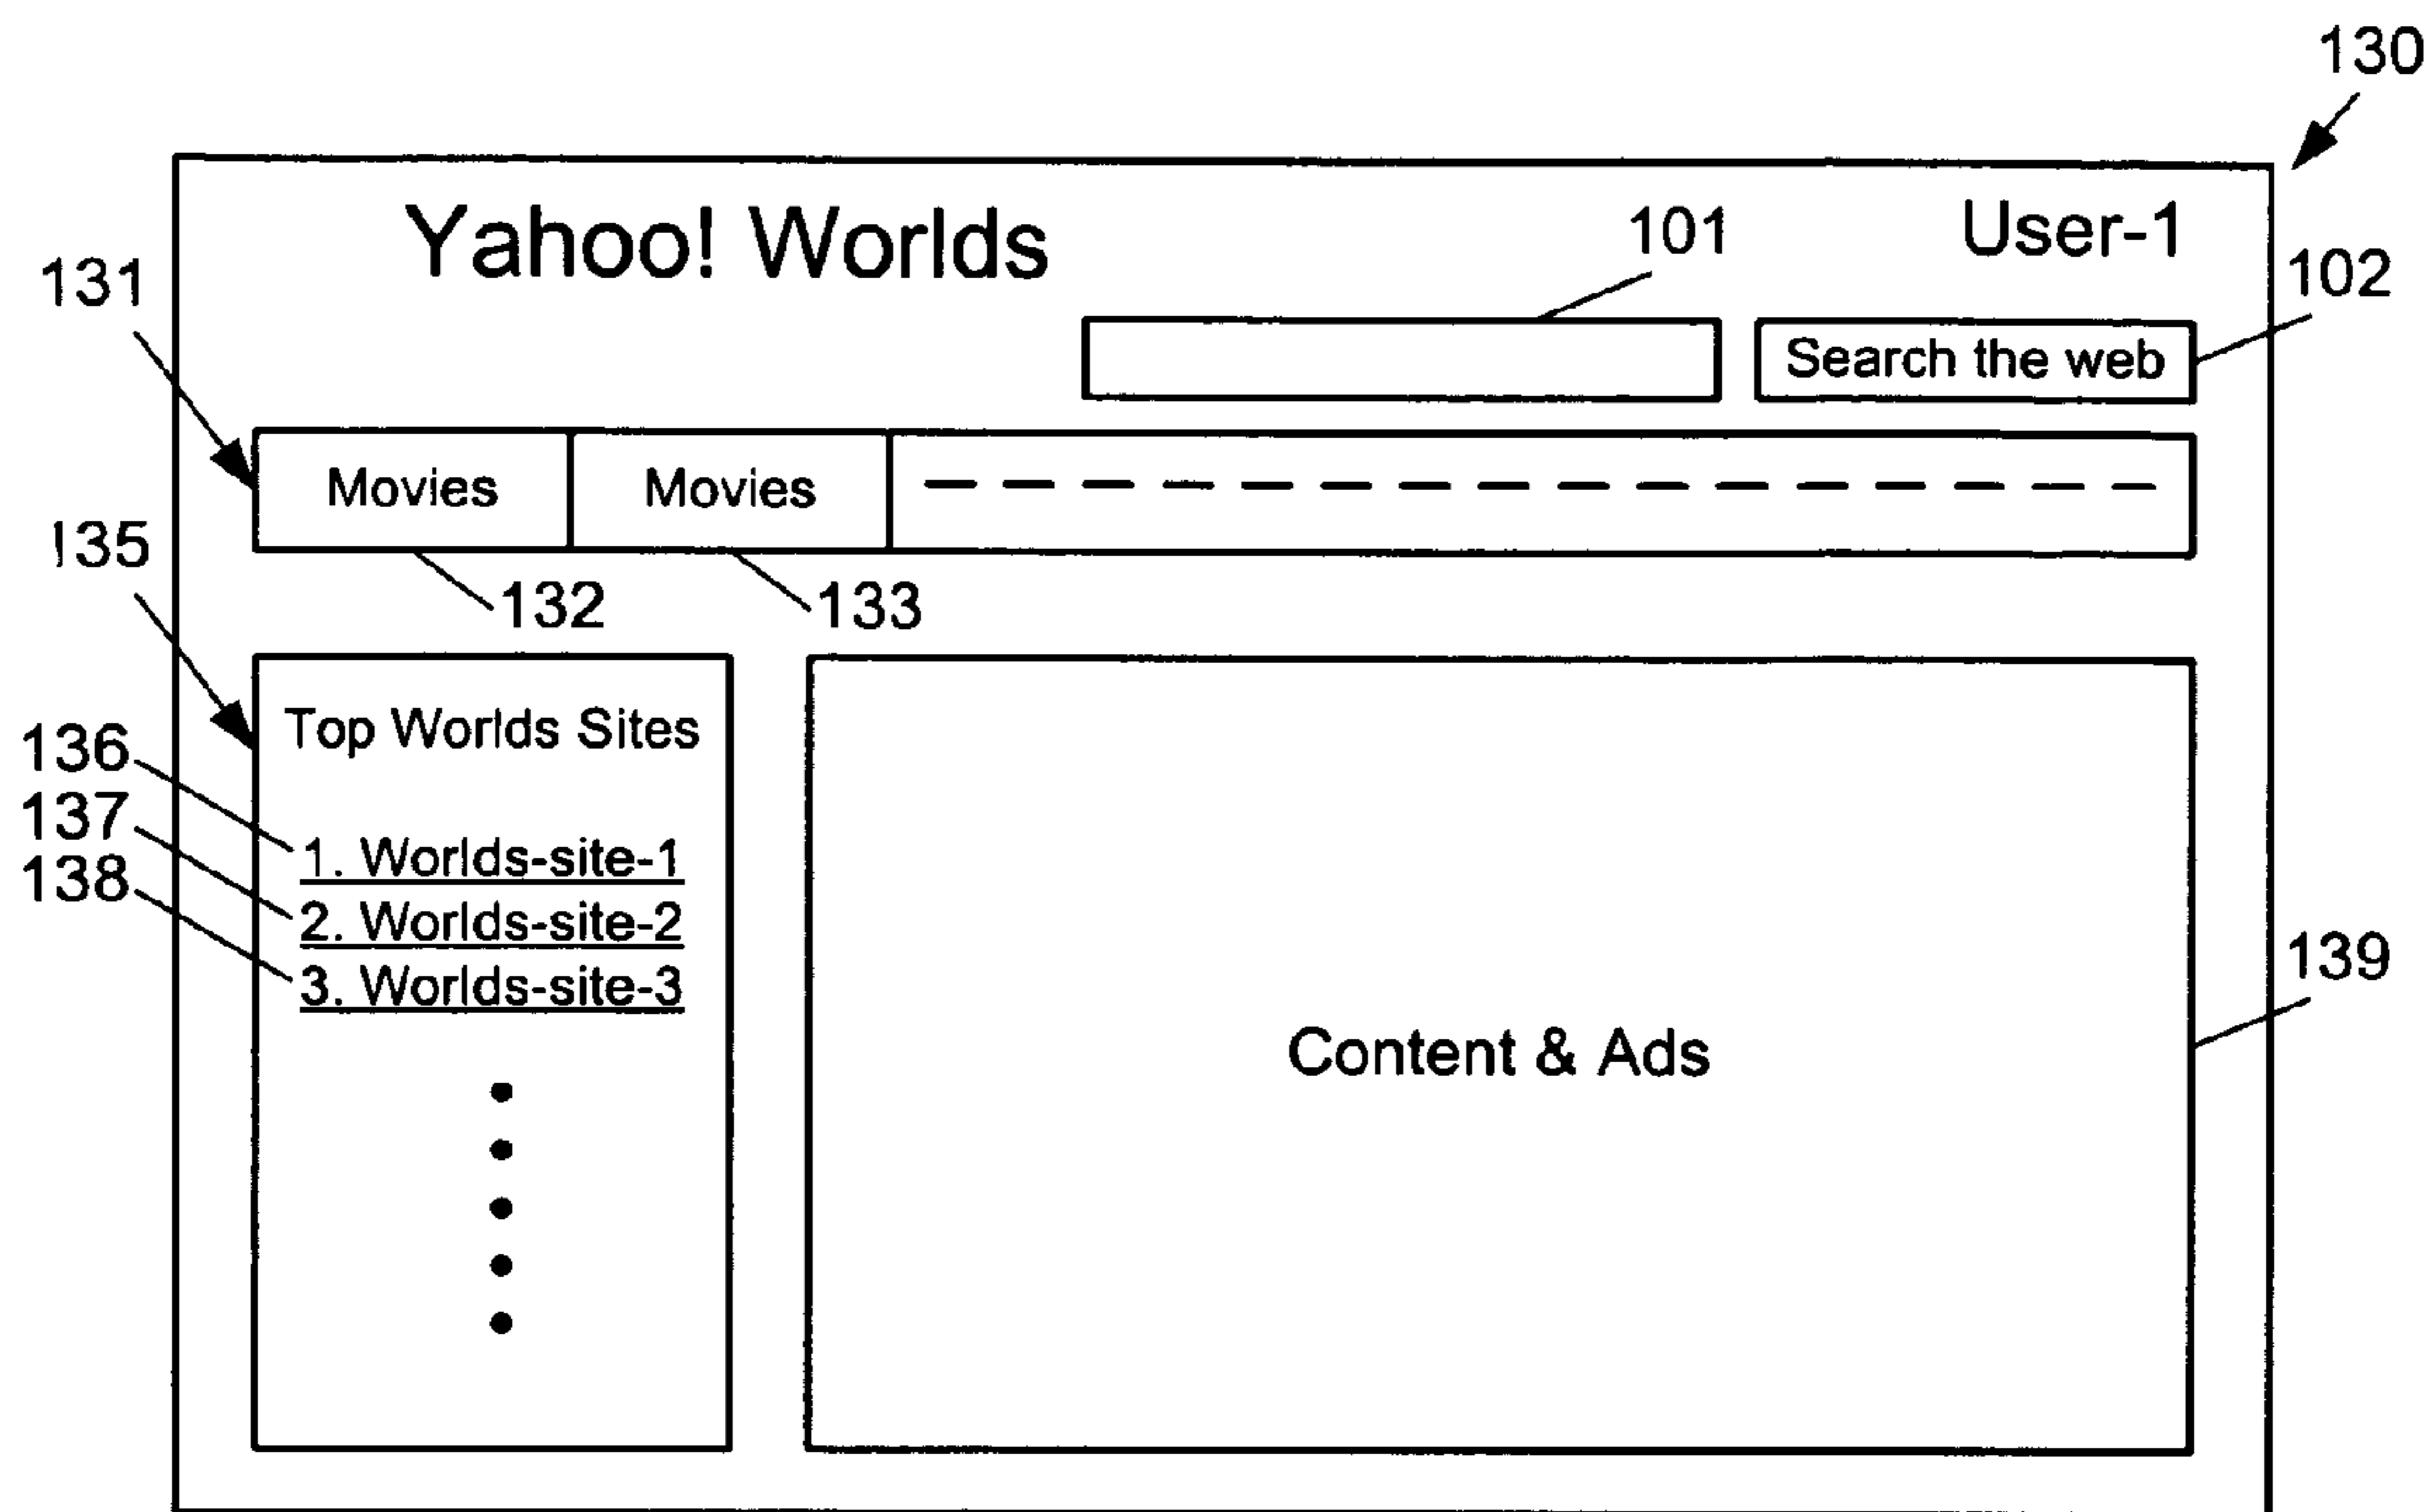 130
Yahoo! Worlds
101
User-1
131
102
Search the web
Movies Movies
135
132 133
Top Worlds Sites
136
137
1. Worlds-site-1
138
2. Worlds-site-2
3. Worlds-site-3
139
Content & Ads